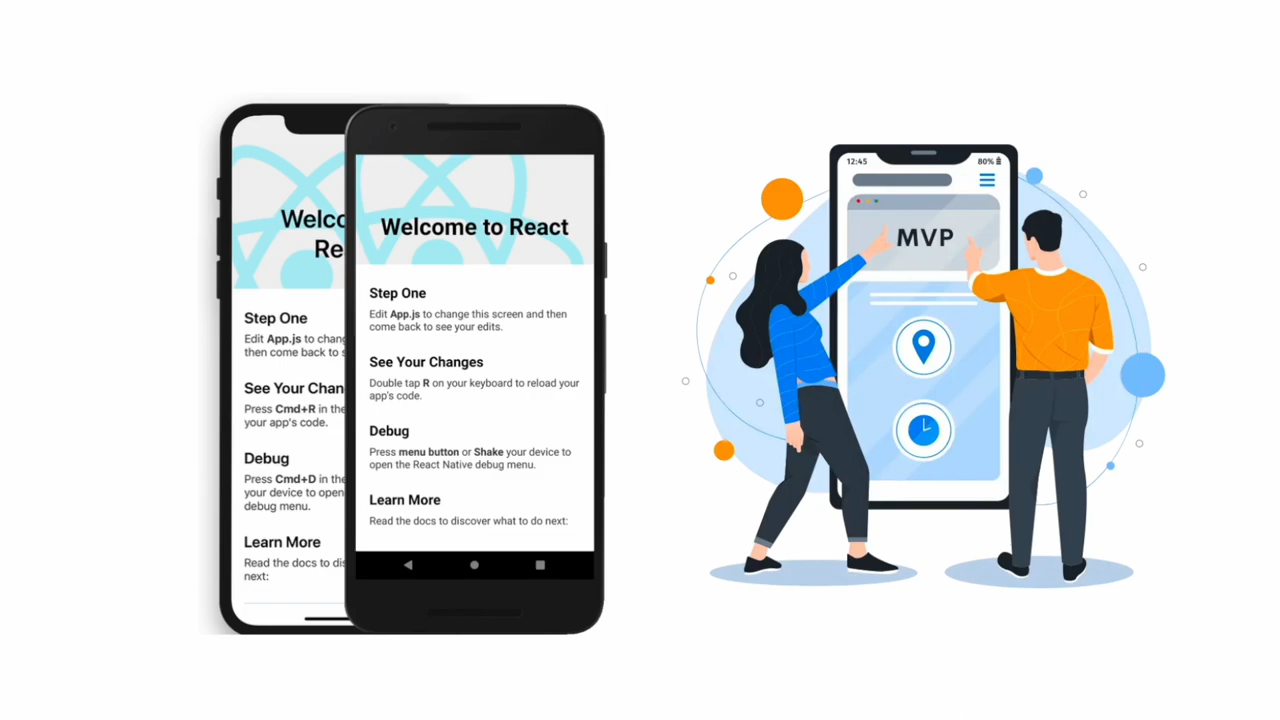 Welco
Re
Step One
Edit App.js to chang
then come back to s
See Your Chan
Press Cmd+R in the
your app's code.
Debug
Press Cmd+D in the
your device to open
debug menu.
Learn More
Read the docs to dis
next:
Welcome to React
Step One
Edit App.js to change this screen and then
come back to see your edits.
See Your Changes
Double tap R on your keyboard to reload your
app's code.
Debug
Press menu button or Shake your device to
open the React Native debug menu.
Learn More
Read the docs to discover what to do next:
12:45 80%
MVP